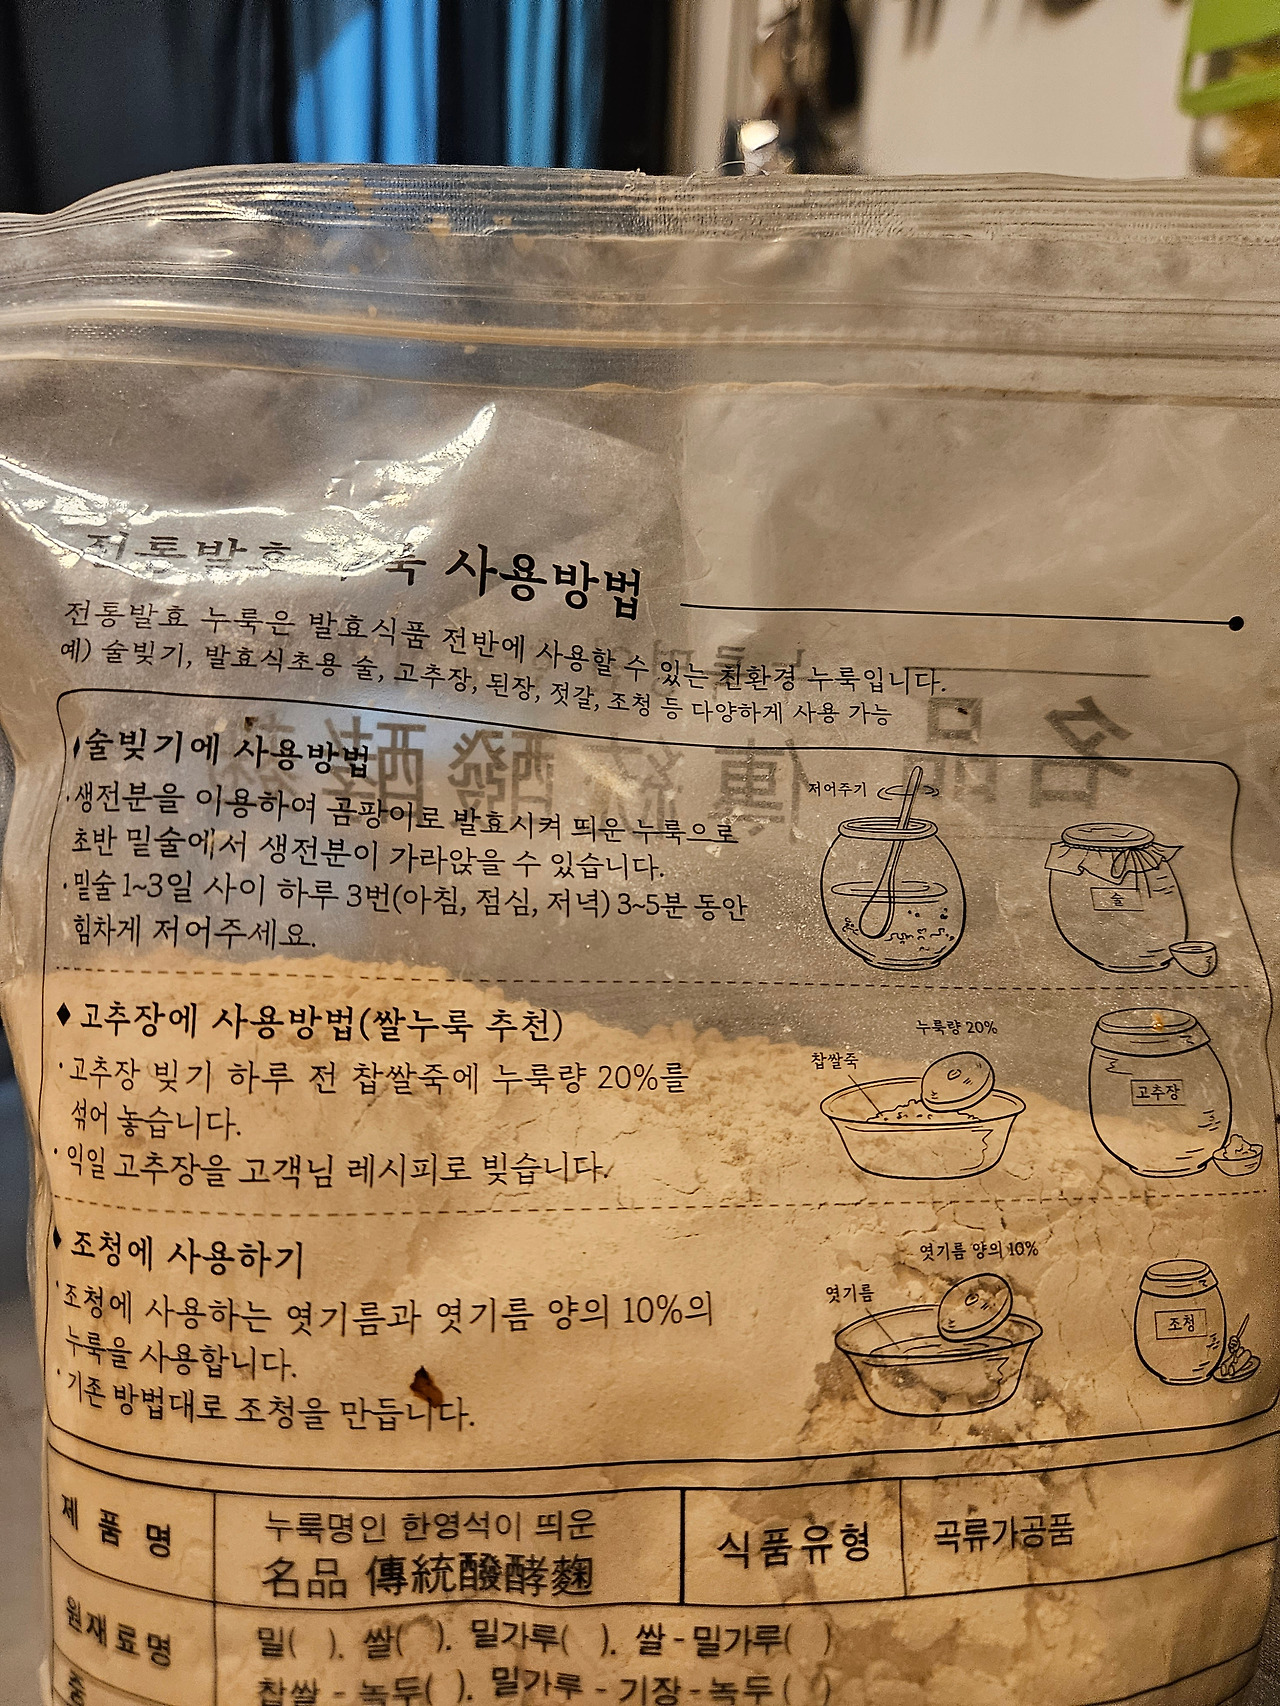 전통발효 누룩 사용방법
전통발효 누룩은 발효식품 전반에 사용할 수 있는 친환경 누룩입니다.
예) 술빚기, 발효식초용 술, 고추장, 된장, 젓갈, 조청 등 다양하게 사용 가능
♦술빚기에 사용방법
·생전분을 이용하여 곰팡이로 발효시켜 띄운 누룩으로
초반 밑술에서 생전분이 가라앉을 수 있습니다.
·밑술 1~3일 사이 하루 3번(아침, 점심, 저녁) 3~5분 동안
힘차게 저어주세요.
저어주기
술
♦ 고추장에 사용방법(쌀누룩 추천)
·고추장 빚기 하루 전 찹쌀죽에 누룩량 20%를
섞어 놓습니다.
·익일 고추장을 고객님 레시피로 빚습니다.
누룩량 20%
찹쌀죽
고추장
♦ 조청에 사용하기
·조청에 사용하는 엿기름과 엿기름 양의 10%의
누룩을 사용합니다.
·기존 방법대로 조청을 만듭니다.
엿기름 양의 10%
엿기름
조청
제 품 명
누룩명인 한영석이 띄운
名品 傳統醱酵麴
식품유형
곡류가공품
원재료명
밀( ). 쌀( ). 밀가루( ). 쌀-밀가루( )
찹쌀 - 녹두( ). 밀가루 - 기장 - 녹두( )